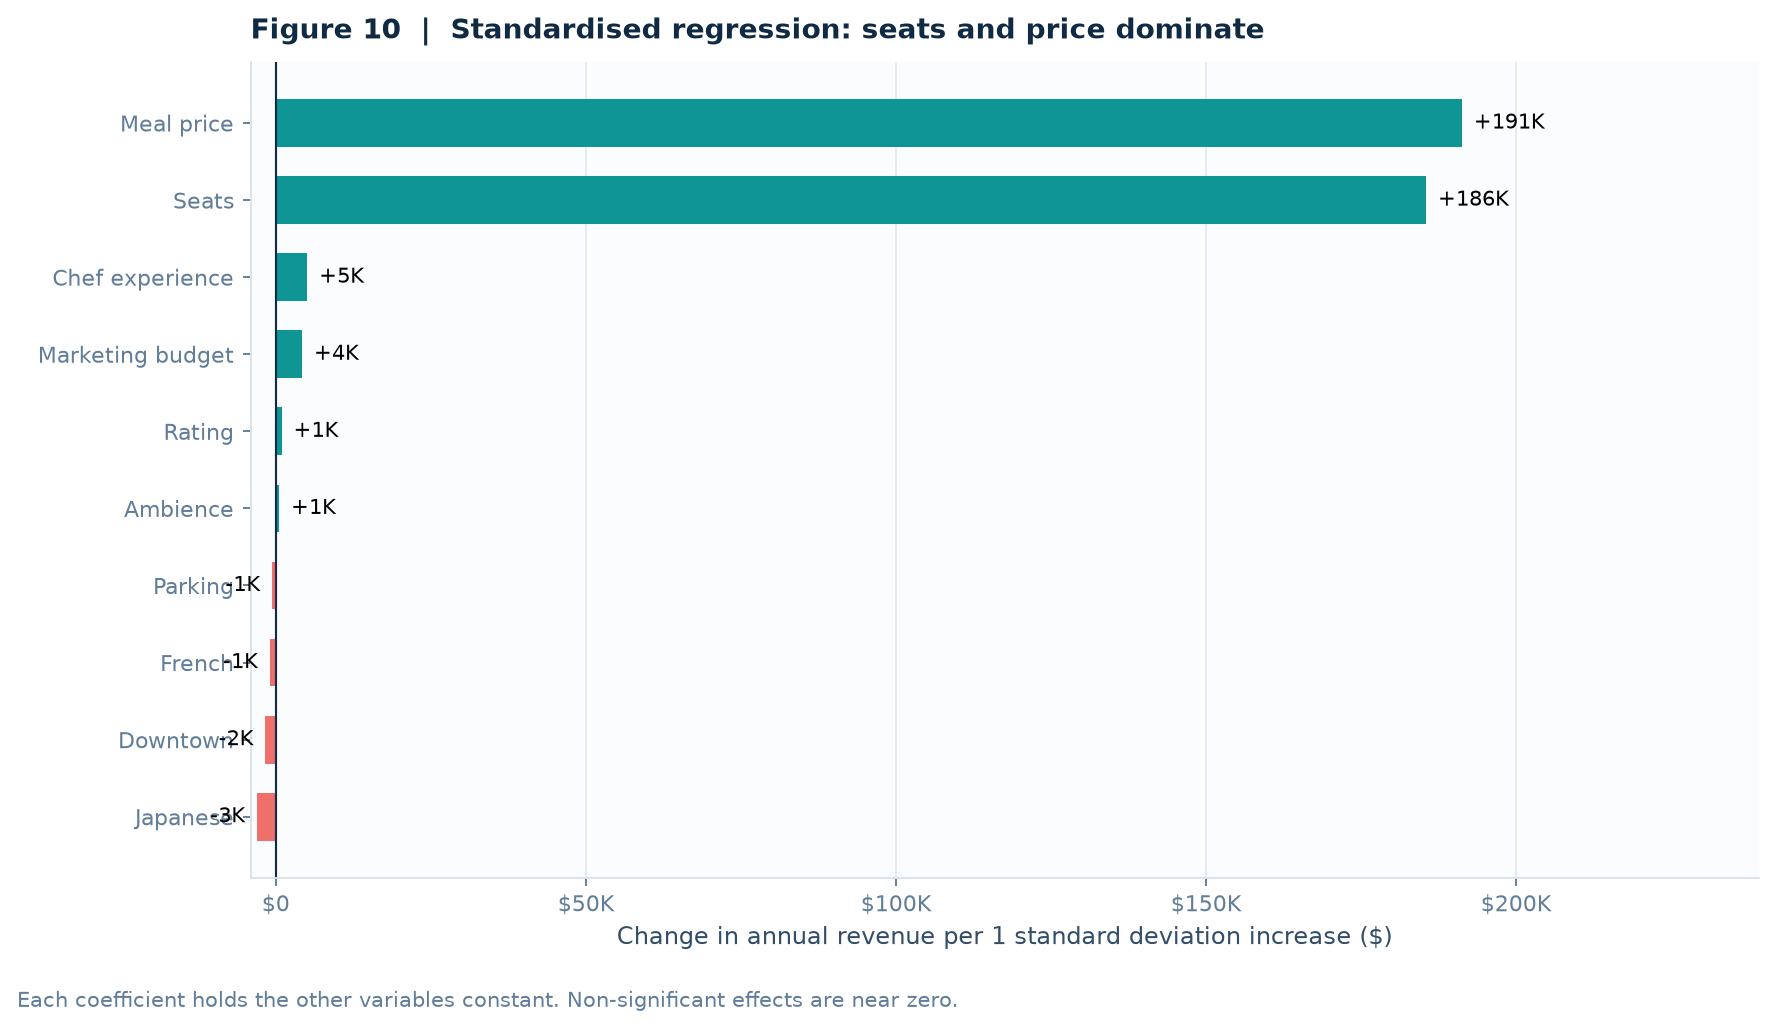 Figure 10 | Standardised regression: seats and price dominate
Meal price +191K
Seats +186K
Chef experience +5K
Marketing budget +4K
Rating +1K
Ambience +1K
Parking -1K
French -1K
Downtown -2K
Japanese -3K
$0 $50K $100K $150K $200K
Change in annual revenue per 1 standard deviation increase ($)
Each coefficient holds the other variables constant. Non-significant effects are near zero.